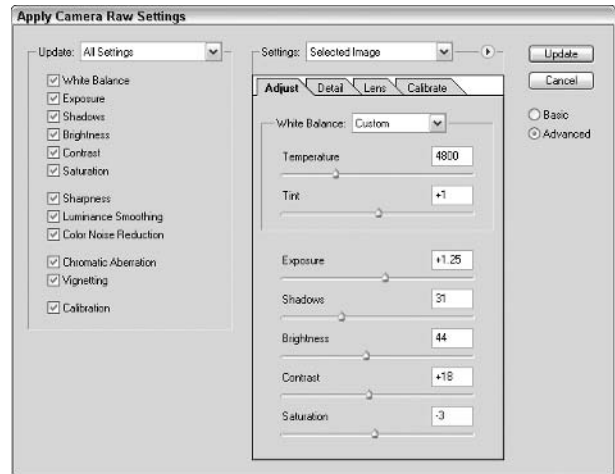 Apply Camera Raw Settings
Update: All Settings
White Balance
Exposure
Shadows
Brightness
Contrast
Saturation
Sharpness
Luminance Smoothing
Color Noise Reduction
Chromatic Aberration
Vignetting
Calibration
Settings: Selected Image
Adjust Detail Lens Calibrate
White Balance: Custom
Temperature 4800
Tint +1
Exposure +1.25
Shadows 31
Brightness 44
Contrast +18
Saturation -3
Update
Cancel
Basic
Advanced